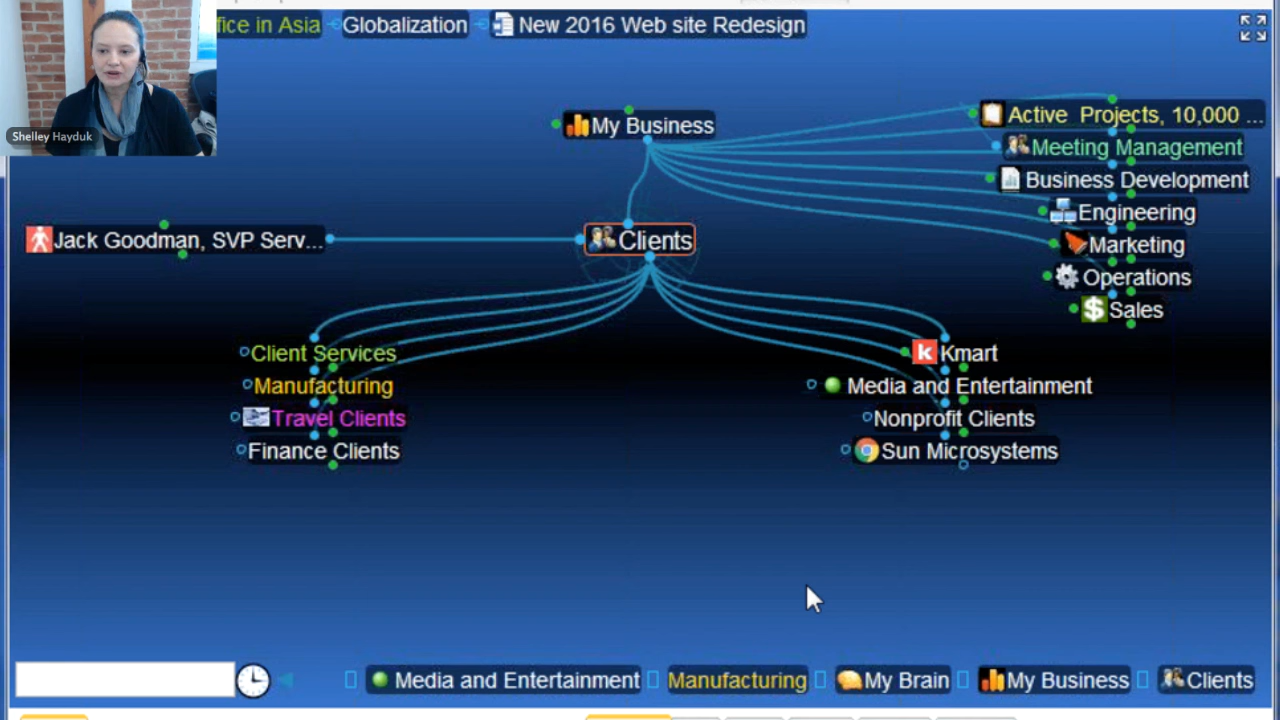 fice in Asia Globalization New 2016 Web site Redesign
Shelley Hayduk
My Business
Active Projects, 10,000 ...
Meeting Management
Business Development
Engineering
Marketing
Operations
Sales
Jack Goodman, SVP Serv...
Clients
Client Services
Manufacturing
Travel Clients
Finance Clients
k Kmart
Media and Entertainment
Nonprofit Clients
Sun Microsystems
Media and Entertainment Manufacturing My Brain My Business Clients